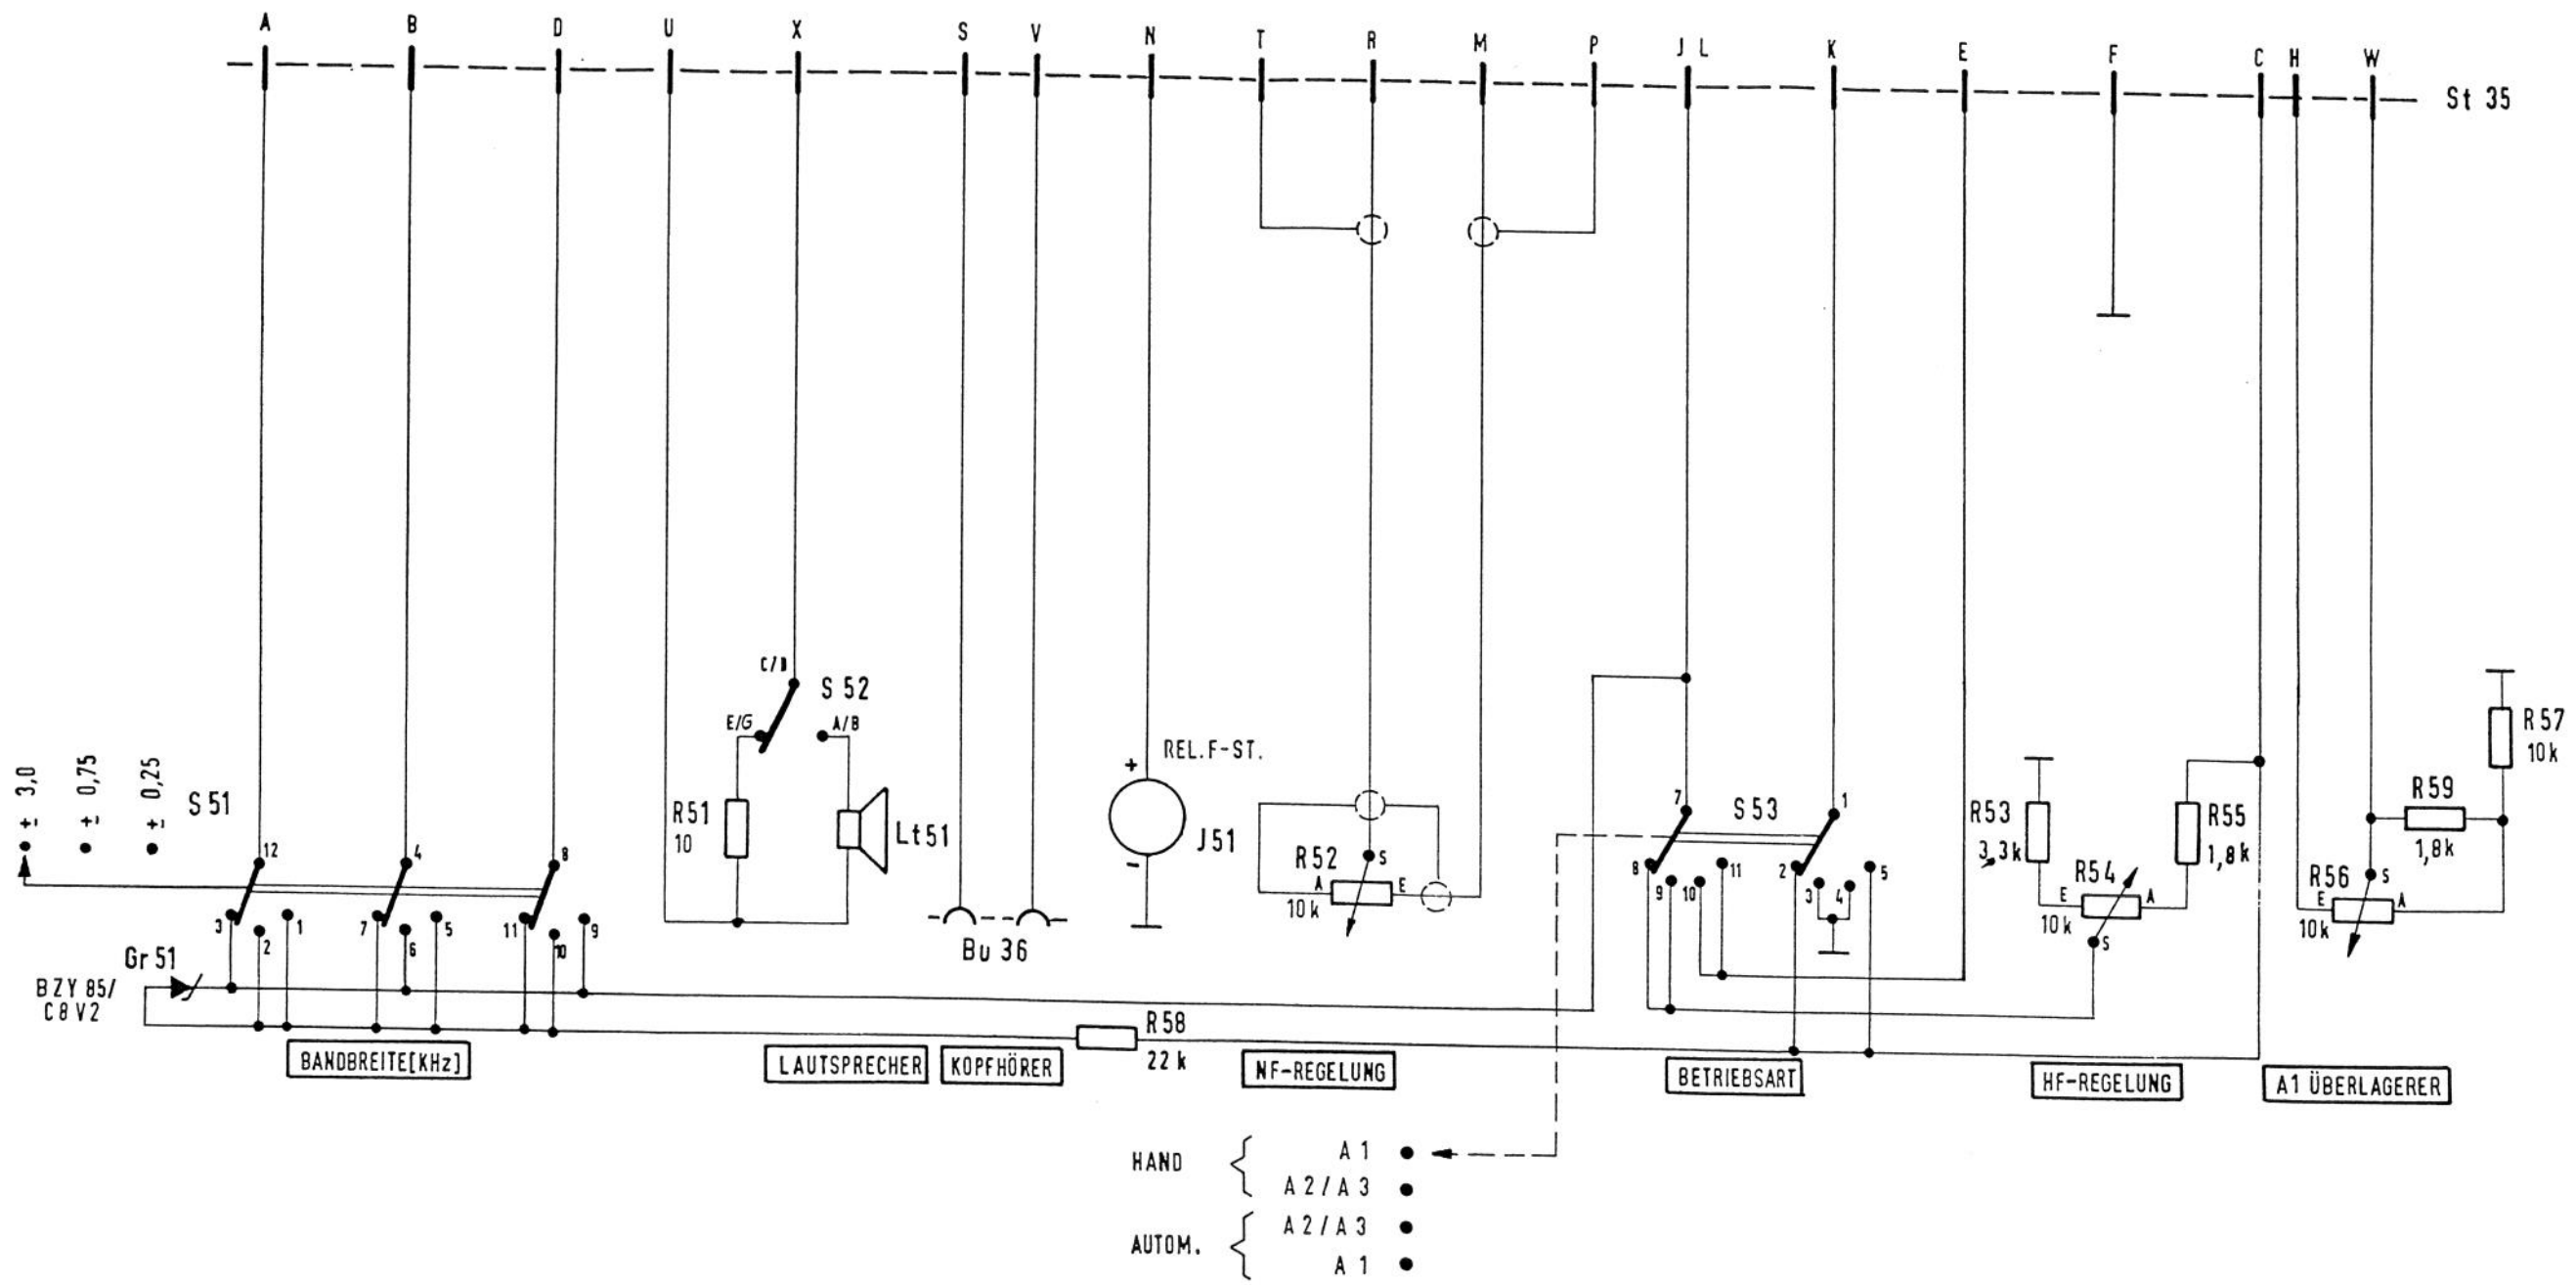 A B D U X S V N T R M P J L K E F C H W
St 35
C/D
S 52
E/G A/B
R51
10
Lt51
REL.F-ST.
+
-
J51
± 3,0
± 0,75
± 0,25
S 51
12 4 8
3 2 1 7 6 5 11 10 9
Gr 51
BZY 85/
C8V2
Bu 36
R52
10k
A S E
7 S 53 1
8 9 10 11 2 3 4 5
R53
3,3k
R54
10k
E A S
R55
1,8k
R56
10k
E S A
R59
1,8k
R57
10k
R58
22 k
BANDBREITE[KHz]
LAUTSPRECHER
KOPFHÖRER
NF-REGELUNG
BETRIEBSART
HF-REGELUNG
A1 ÜBERLAGERER
HAND { A 1
A 2 / A 3
AUTOM. { A 2 / A 3
A 1